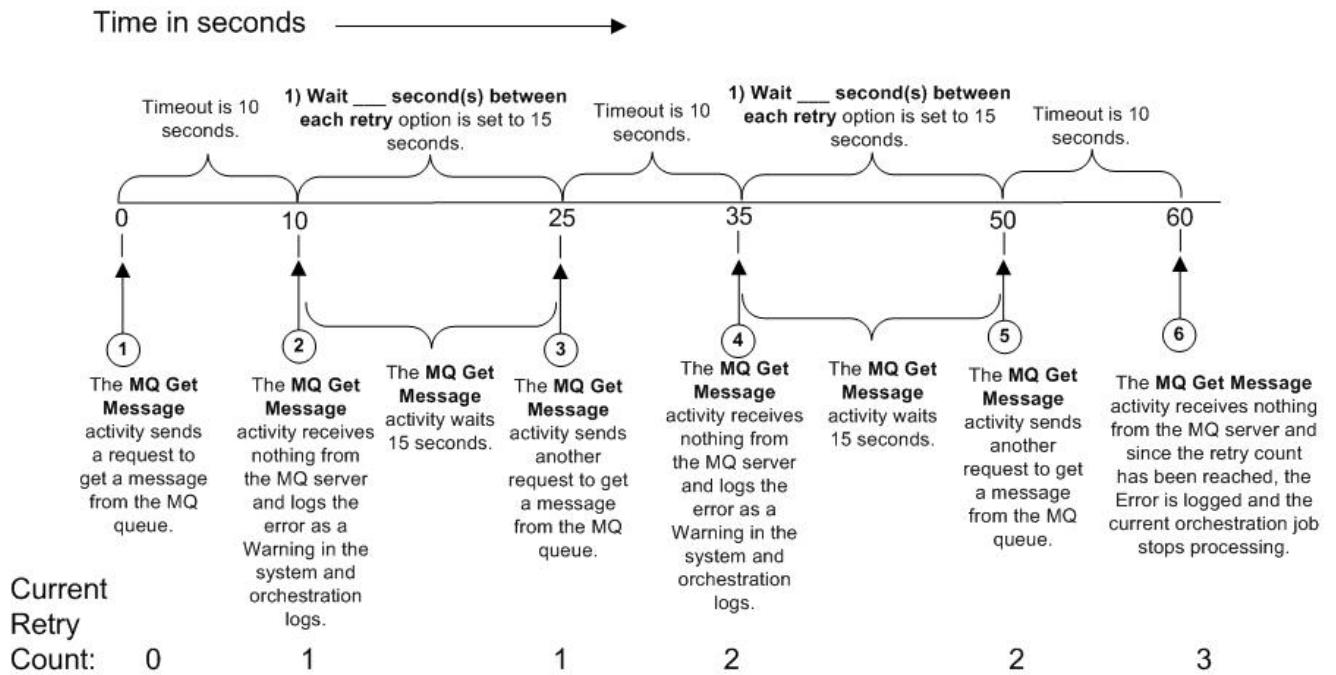 Time in seconds
Timeout is 10
seconds.
1) Wait ___ second(s) between
each retry option is set to 15
seconds.
Timeout is 10
seconds.
1) Wait ___ second(s) between
each retry option is set to 15
seconds.
Timeout is 10
seconds.
0
10
25
35
50
60
1
The MQ Get
Message
activity sends
a request to
get a message
from the MQ
queue.
2
The MQ Get
Message
activity receives
nothing from
the MQ server
and logs the
error as a
Warning in the
system and
orchestration
logs.
The MQ Get
Message
activity waits
15 seconds.
3
The MQ Get
Message
activity sends
another
request to get
a message
from the MQ
queue.
4
The MQ Get
Message
activity receives
nothing from
the MQ server
and logs the
error as a
Warning in the
system and
orchestration
logs.
The MQ Get
Message
activity waits
15 seconds.
5
The MQ Get
Message
activity sends
another
request to get
a message
from the MQ
queue.
6
The MQ Get Message
activity receives nothing
from the MQ server and
since the retry count
has been reached, the
Error is logged and the
current orchestration job
stops processing.
Current
Retry
Count: 0 1 1 2 2 3